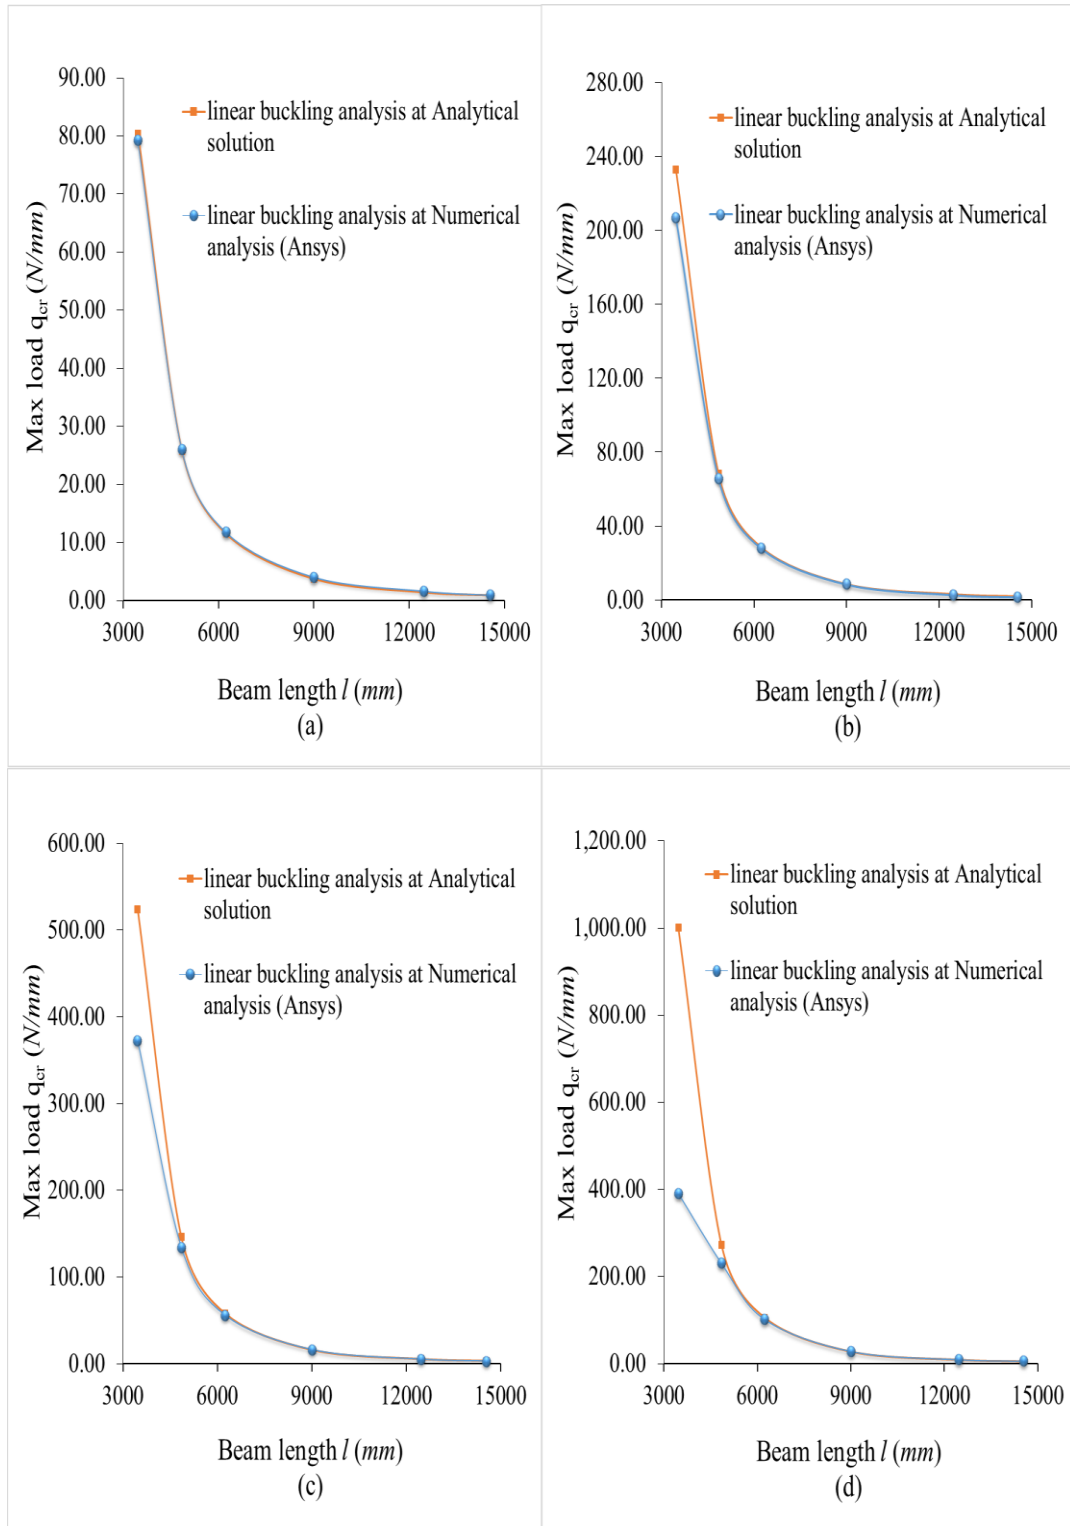 90.00
80.00
70.00
60.00
50.00
40.00
30.00
20.00
10.00
0.00
Max load qcr (N/mm)
linear buckling analysis at Analytical
solution
linear buckling analysis at Numerical
analysis (Ansys)
3000 6000 9000 12000 15000
Beam length l (mm)
(a)
280.00
240.00
200.00
160.00
120.00
80.00
40.00
0.00
Max load qcr (N/mm)
linear buckling analysis at Analytical
solution
linear buckling analysis at Numerical
analysis (Ansys)
3000 6000 9000 12000 15000
Beam length l (mm)
(b)
600.00
500.00
400.00
300.00
200.00
100.00
0.00
Max load qcr (N/mm)
linear buckling analysis at Analytical
solution
linear buckling analysis at Numerical
analysis (Ansys)
3000 6000 9000 12000 15000
Beam length l (mm)
(c)
1,200.00
1,000.00
800.00
600.00
400.00
200.00
0.00
Max load qcr (N/mm)
linear buckling analysis at Analytical
solution
linear buckling analysis at Numerical
analysis (Ansys)
3000 6000 9000 12000 15000
Beam length l (mm)
(d)